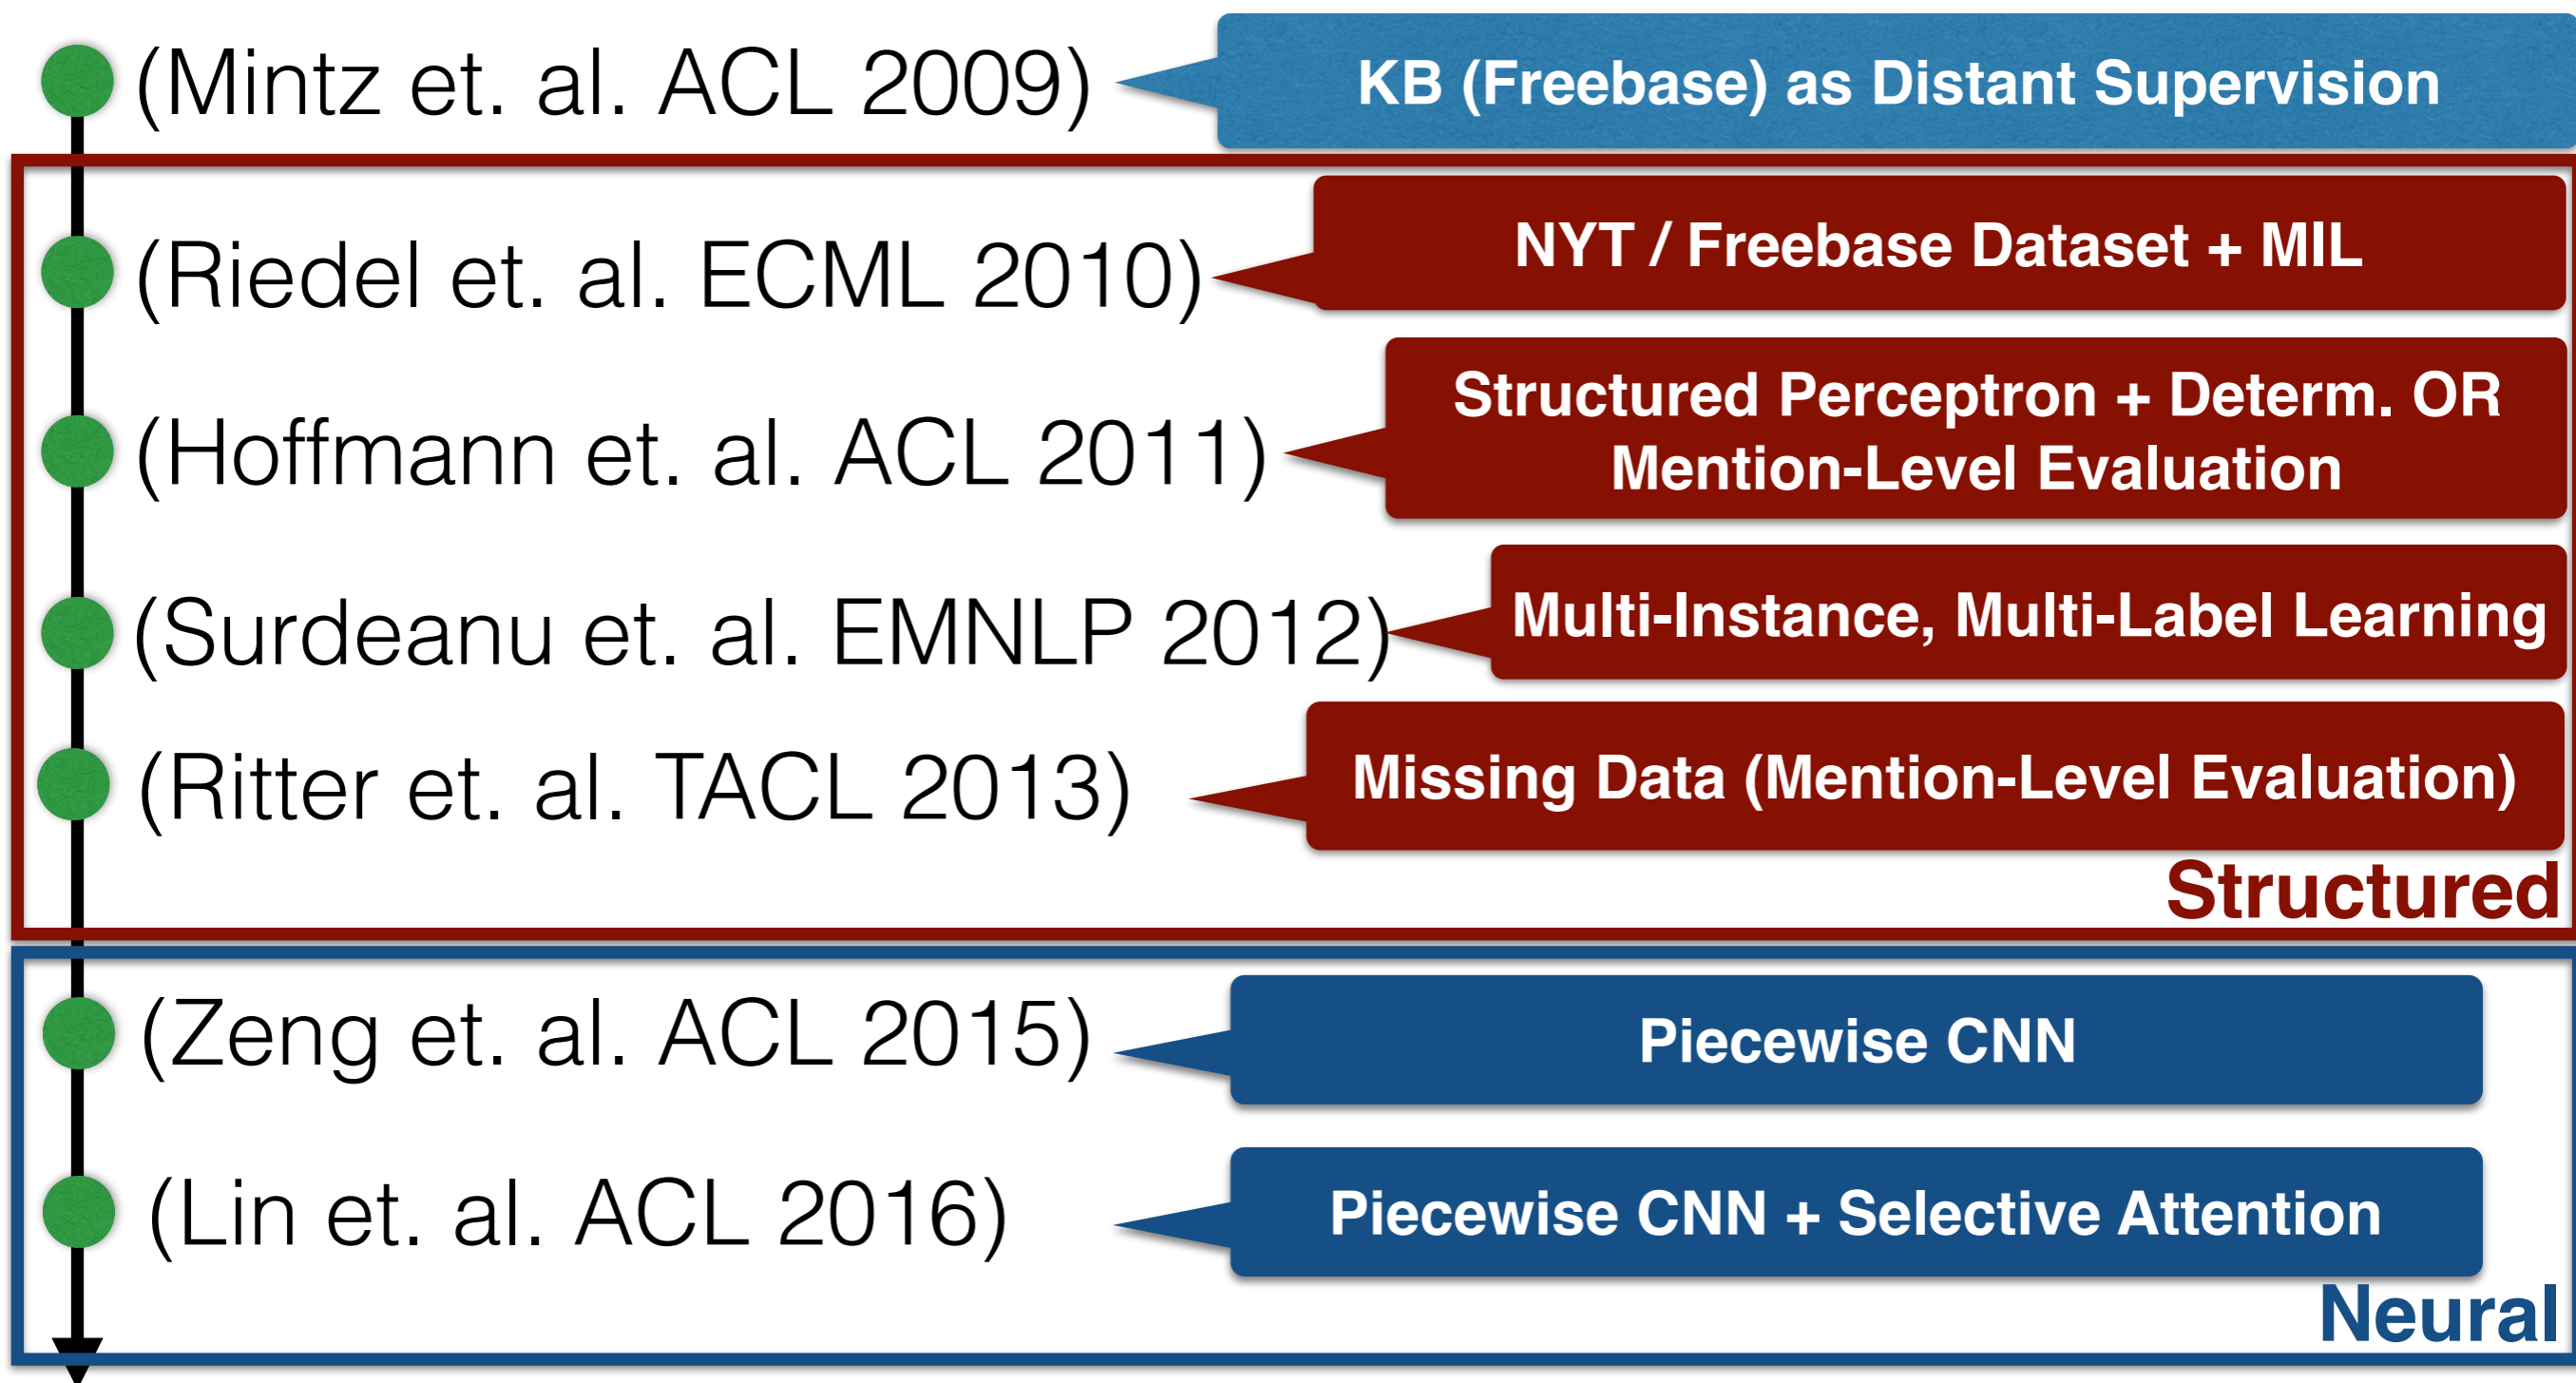 (Mintz et. al. ACL 2009)
KB (Freebase) as Distant Supervision
(Riedel et. al. ECML 2010)
NYT / Freebase Dataset + MIL
(Hoffmann et. al. ACL 2011)
Structured Perceptron + Determ. OR
Mention-Level Evaluation
(Surdeanu et. al. EMNLP 2012)
Multi-Instance, Multi-Label Learning
(Ritter et. al. TACL 2013)
Missing Data (Mention-Level Evaluation)
Structured
(Zeng et. al. ACL 2015)
Piecewise CNN
(Lin et. al. ACL 2016)
Piecewise CNN + Selective Attention
Neural